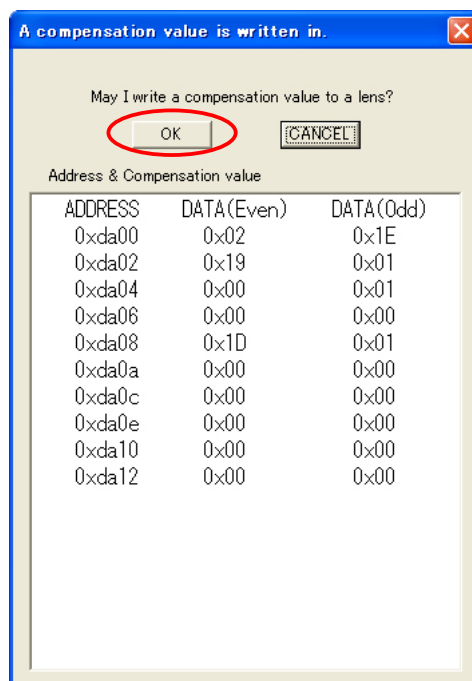 A compensation value is written in.
May I write a compensation value to a lens?
OK CANCEL
Address & Compensation value
ADDRESS DATA(Even) DATA(Odd)
0xda00 0x02 0x1E
0xda02 0x19 0x01
0xda04 0x00 0x01
0xda06 0x00 0x00
0xda08 0x1D 0x01
0xda0a 0x00 0x00
0xda0c 0x00 0x00
0xda0e 0x00 0x00
0xda10 0x00 0x00
0xda12 0x00 0x00